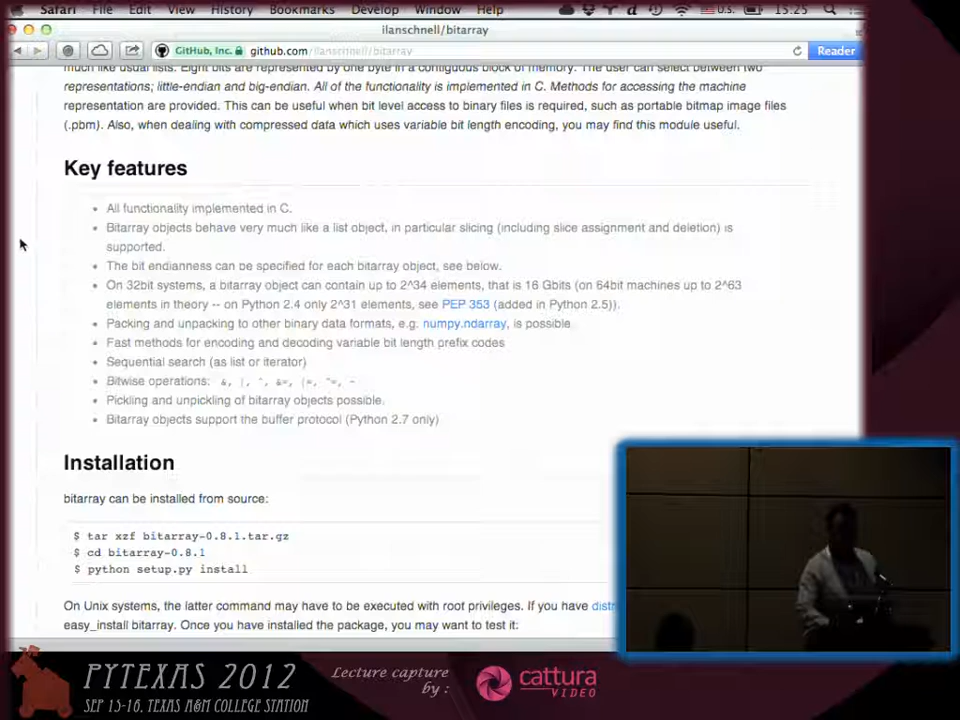 Safari File Edit View History Bookmarks Develop Window Help U.S. 15:25
ilanschnell/bitarray
GitHub, Inc. github.com/ilanschnell/bitarray Reader
much like usual lists. Eight bits are represented by one byte in a contiguous block of memory. The user can select between two
representations; little-endian and big-endian. All of the functionality is implemented in C. Methods for accessing the machine
representation are provided. This can be useful when bit level access to binary files is required, such as portable bitmap image files
(.pbm). Also, when dealing with compressed data which uses variable bit length encoding, you may find this module useful.
Key features
• All functionality implemented in C.
• Bitarray objects behave very much like a list object, in particular slicing (including slice assignment and deletion) is
supported.
• The bit endianness can be specified for each bitarray object, see below.
• On 32bit systems, a bitarray object can contain up to 2^34 elements, that is 16 Gbits (on 64bit machines up to 2^63
elements in theory -- on Python 2.4 only 2^31 elements, see PEP 353 (added in Python 2.5)).
• Packing and unpacking to other binary data formats, e.g. numpy.ndarray, is possible
• Fast methods for encoding and decoding variable bit length prefix codes
• Sequential search (as list or iterator)
• Bitwise operations: &, |, ^, &=, |=, ^=, ~
• Pickling and unpickling of bitarray objects possible.
• Bitarray objects support the buffer protocol (Python 2.7 only)
Installation
bitarray can be installed from source:
$ tar xzf bitarray-0.8.1.tar.gz
$ cd bitarray-0.8.1
$ python setup.py install
On Unix systems, the latter command may have to be executed with root privileges. If you have distr
easy_install bitarray. Once you have installed the package, you may want to test it:
PYTEXAS 2012
SEP 15-16, TEXAS A&M COLLEGE STATION
Lecture capture
by :
cattura
VIDEO